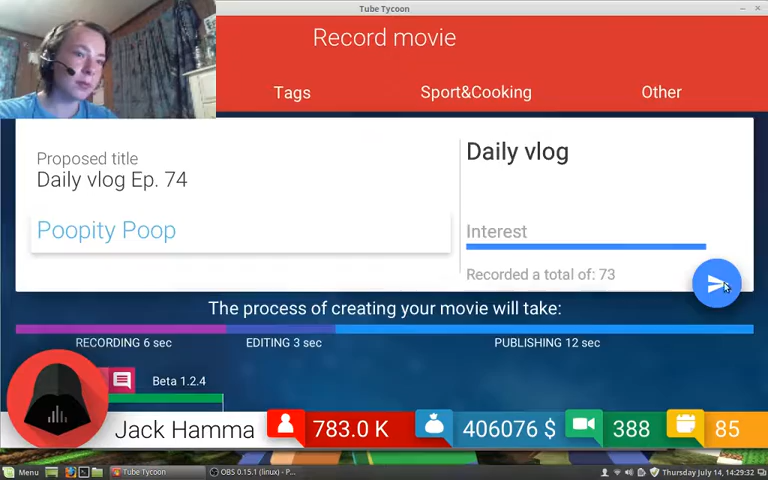 Tube Tycoon
Record movie
Tags
Sport&Cooking
Other
Proposed title
Daily vlog Ep. 74
Poopity Poop
Daily vlog
Interest
Recorded a total of: 73
The process of creating your movie will take:
RECORDING 6 sec
EDITING 3 sec
PUBLISHING 12 sec
Beta 1.2.4
Jack Hamma
783.0 K
406076 $
388
85
Menu
Tube Tycoon
OBS 0.15.1 (linux) - P...
Thursday July 14, 14:29:32